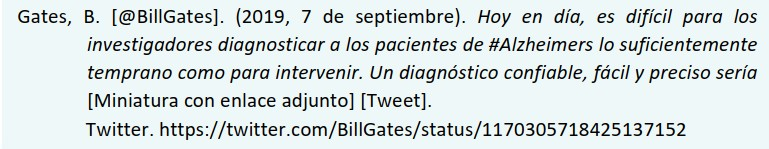 Gates, B. [@BillGates]. (2019, 7 de septiembre). Hoy en día, es difícil para los
investigadores diagnosticar a los pacientes de #Alzheimers lo suficientemente
temprano como para intervenir. Un diagnóstico confiable, fácil y preciso sería
[Miniatura con enlace adjunto] [Tweet].
Twitter. https://twitter.com/BillGates/status/1170305718425137152